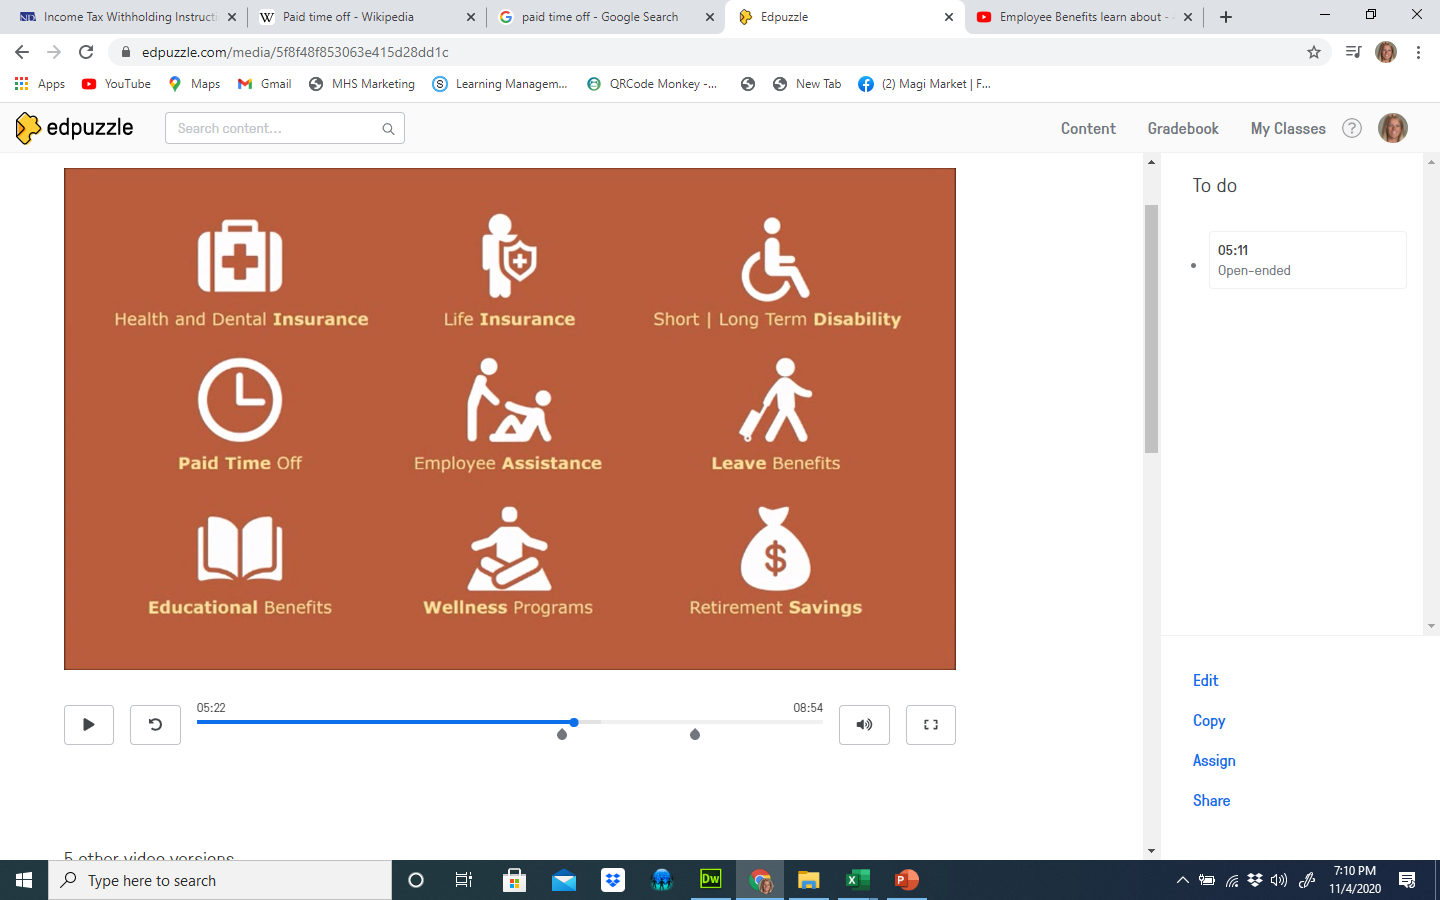 Income Tax Withholding Instructi
Paid time off - Wikipedia
paid time off - Google Search
Edpuzzle
Employee Benefits learn about -
edpuzzle.com/media/5f8f48f853063e415d28dd1c
Apps YouTube Maps Gmail MHS Marketing Learning Managem... QRCode Monkey -... New Tab (2) Magi Market | F...
edpuzzle Search content... Content Gradebook My Classes ?
To do
05:11
Open-ended
Health and Dental Insurance Life Insurance Short | Long Term Disability
Paid Time Off Employee Assistance Leave Benefits
Educational Benefits Wellness Programs Retirement Savings
05:22 08:54
Edit
Copy
Assign
Share
5 other video versions
Type here to search
Dw
7:10 PM
11/4/2020